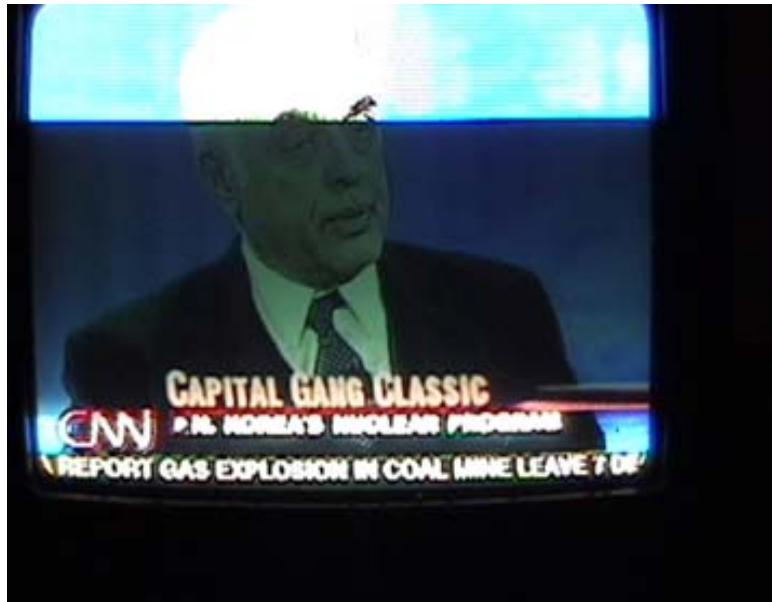 CAPITAL GANG CLASSIC
CNN N. KOREA'S NUCLEAR PROGRAM
REPORT GAS EXPLOSION IN COAL MINE LEAVE 7